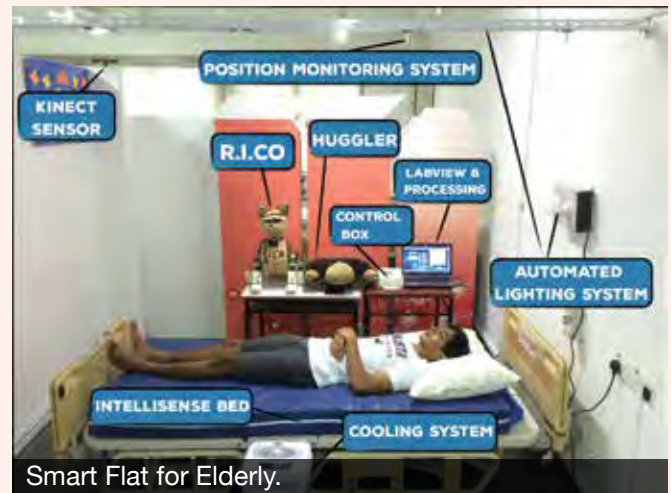 POSITION MONITORING SYSTEM
KINECT
SENSOR
R.I.CO
HUGGLER
LABVIEW &
PROCESSING
CONTROL
BOX
AUTOMATED
LIGHTING SYSTEM
INTELLISENSE BED
COOLING SYSTEM
Smart Flat for Elderly.